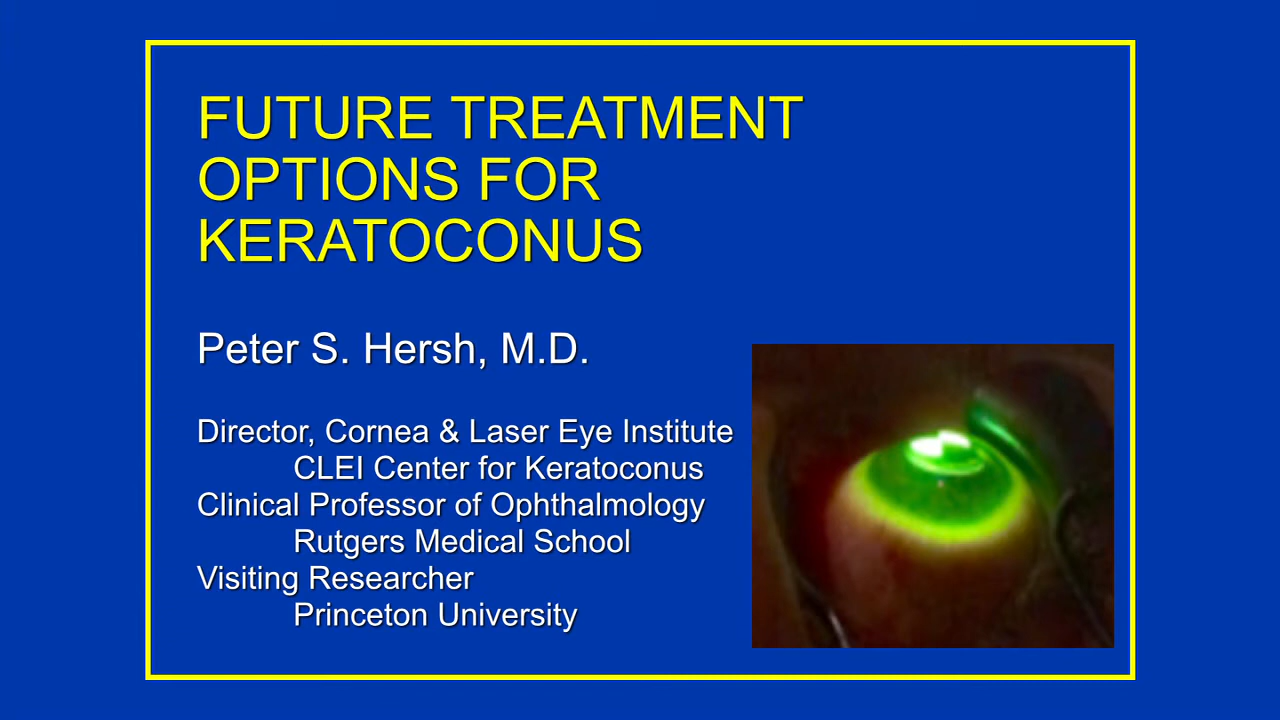 FUTURE TREATMENT
OPTIONS FOR
KERATOCONUS
Peter S. Hersh, M.D.
Director, Cornea & Laser Eye Institute
CLEI Center for Keratoconus
Clinical Professor of Ophthalmology
Rutgers Medical School
Visiting Researcher
Princeton University